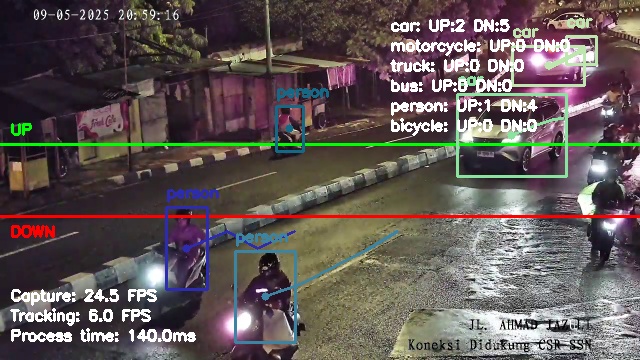 09-05-2025 20:59:16
car: UP:2 DN:5
motorcycle: UP:0 DN:0
truck: UP:0 DN:0
bus: UP:0 DN:0
person: UP:1 DN:4
bicycle: UP:0 DN:0
car
car
car
person
UP
person
DOWN
person
Capture: 24.5 FPS
Tracking: 6.0 FPS
Process time: 140.0ms
JL. AHMAD JAZULI
Koneksi Didukung CSR SSN